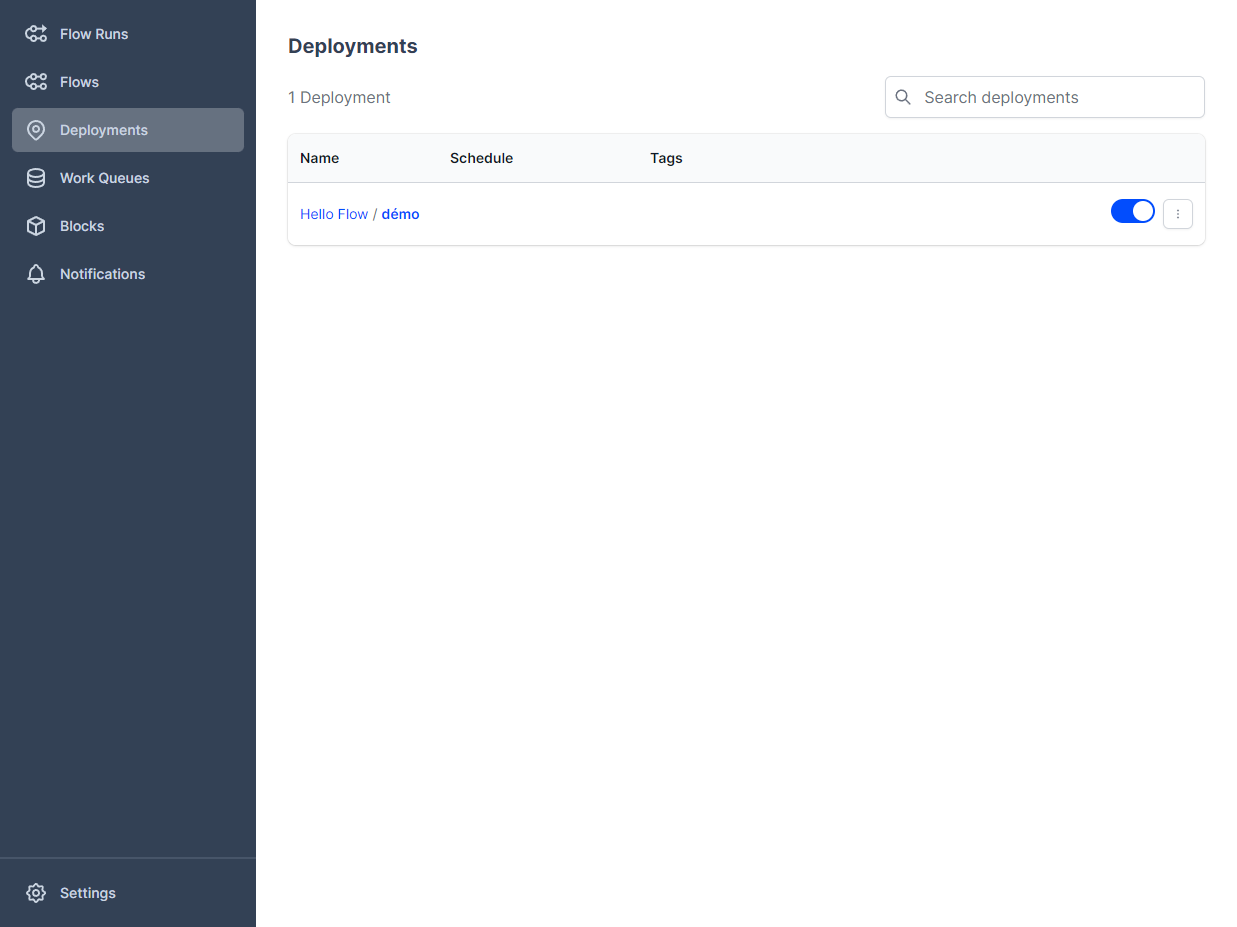 Flow Runs
Flows
Deployments
Work Queues
Blocks
Notifications
Settings
Deployments
1 Deployment
Search deployments
Name Schedule Tags
Hello Flow / démo